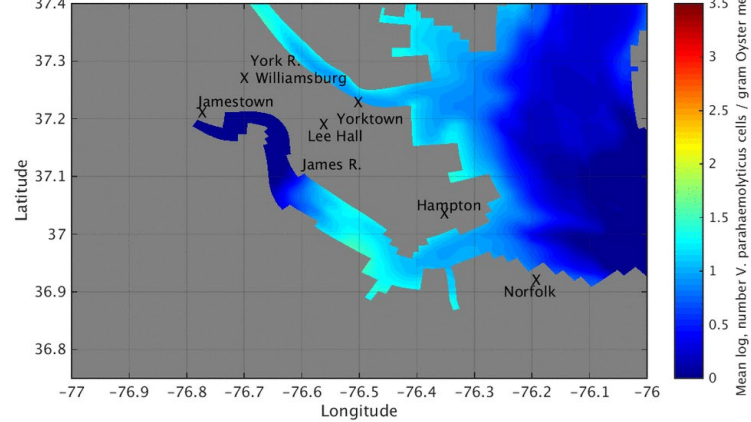 37.4
37.3
37.2
37.1
37
36.9
36.8
Latitude
York R.
X Williamsburg
Jamestown
X
X
Yorktown
X
Lee Hall
James R.
Hampton
X
X
Norfolk
−77
−76.9
−76.8
−76.7
−76.6
−76.5
−76.4
−76.3
−76.2
−76.1
−76
Longitude
3.5
3
2.5
2
1.5
1
0.5
0
Mean log, number V. parahaemolyticus cells / gram Oyster me